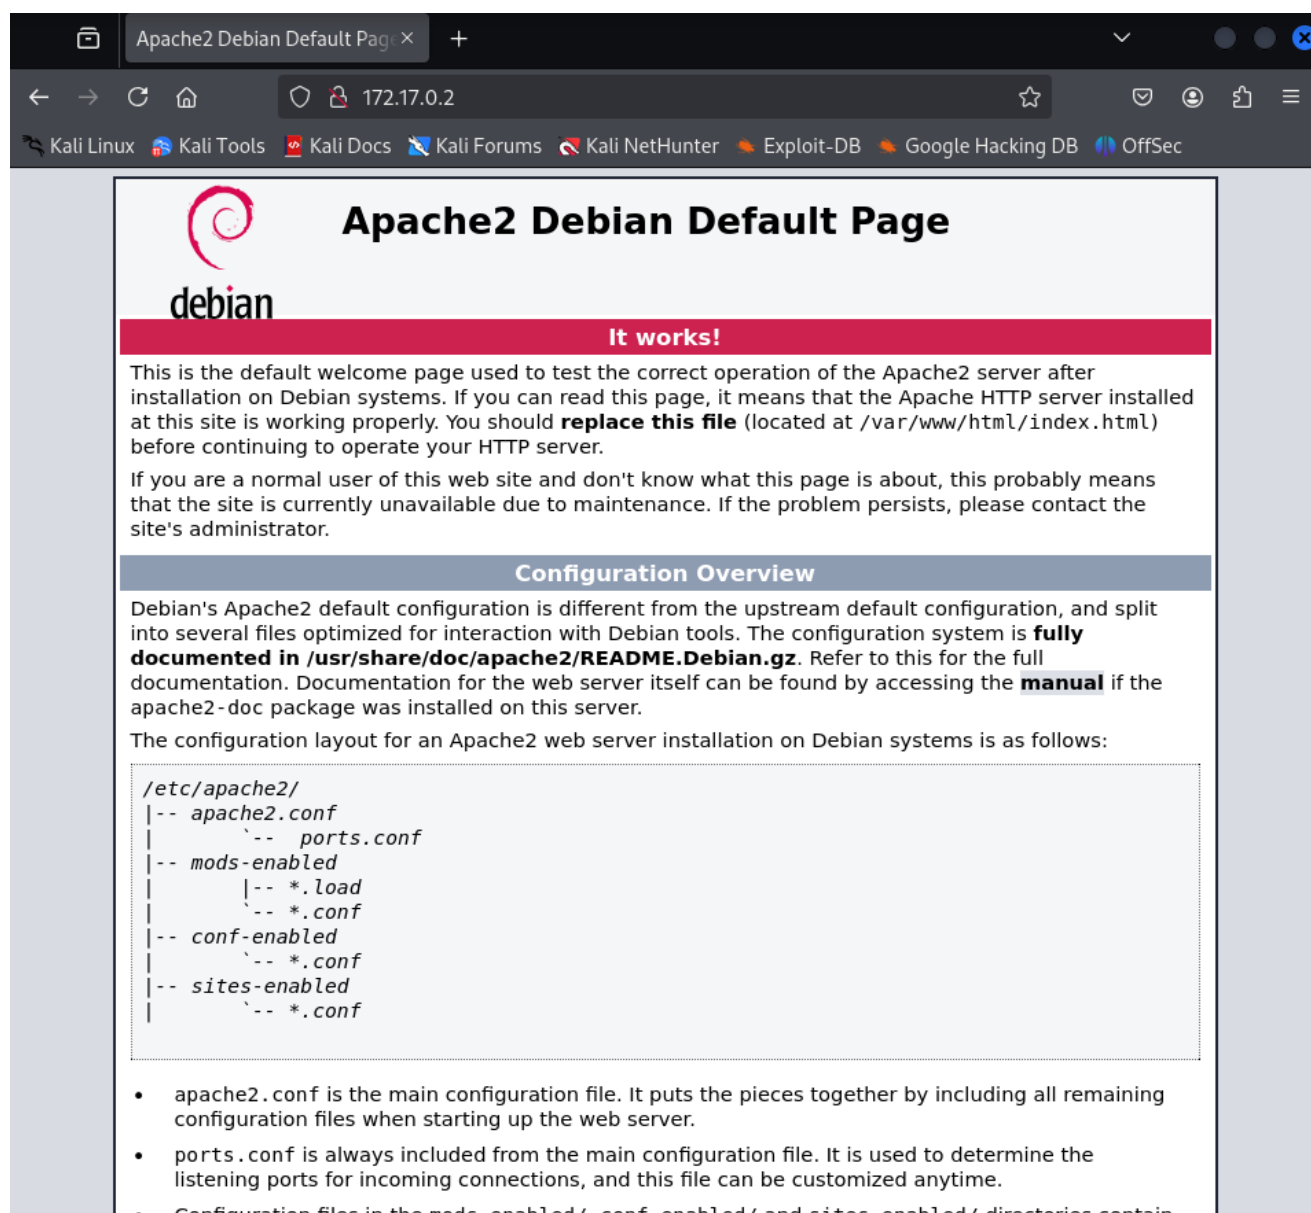 Apache2 Debian Default Page
172.17.0.2
Kali Linux Kali Tools Kali Docs Kali Forums Kali NetHunter Exploit-DB Google Hacking DB OffSec
debian
Apache2 Debian Default Page
It works!
This is the default welcome page used to test the correct operation of the Apache2 server after
installation on Debian systems. If you can read this page, it means that the Apache HTTP server installed
at this site is working properly. You should replace this file (located at /var/www/html/index.html)
before continuing to operate your HTTP server.
If you are a normal user of this web site and don't know what this page is about, this probably means
that the site is currently unavailable due to maintenance. If the problem persists, please contact the
site's administrator.
Configuration Overview
Debian's Apache2 default configuration is different from the upstream default configuration, and split
into several files optimized for interaction with Debian tools. The configuration system is fully
documented in /usr/share/doc/apache2/README.Debian.gz. Refer to this for the full
documentation. Documentation for the web server itself can be found by accessing the manual if the
apache2-doc package was installed on this server.
The configuration layout for an Apache2 web server installation on Debian systems is as follows:
/etc/apache2/
|-- apache2.conf
|       `--  ports.conf
|-- mods-enabled
|       |-- *.load
|       `-- *.conf
|-- conf-enabled
|       `-- *.conf
|-- sites-enabled
|       `-- *.conf
• apache2.conf is the main configuration file. It puts the pieces together by including all remaining
configuration files when starting up the web server.
• ports.conf is always included from the main configuration file. It is used to determine the
listening ports for incoming connections, and this file can be customized anytime.
• Configuration files in the mods-enabled/, conf-enabled/ and sites-enabled/ directories contain